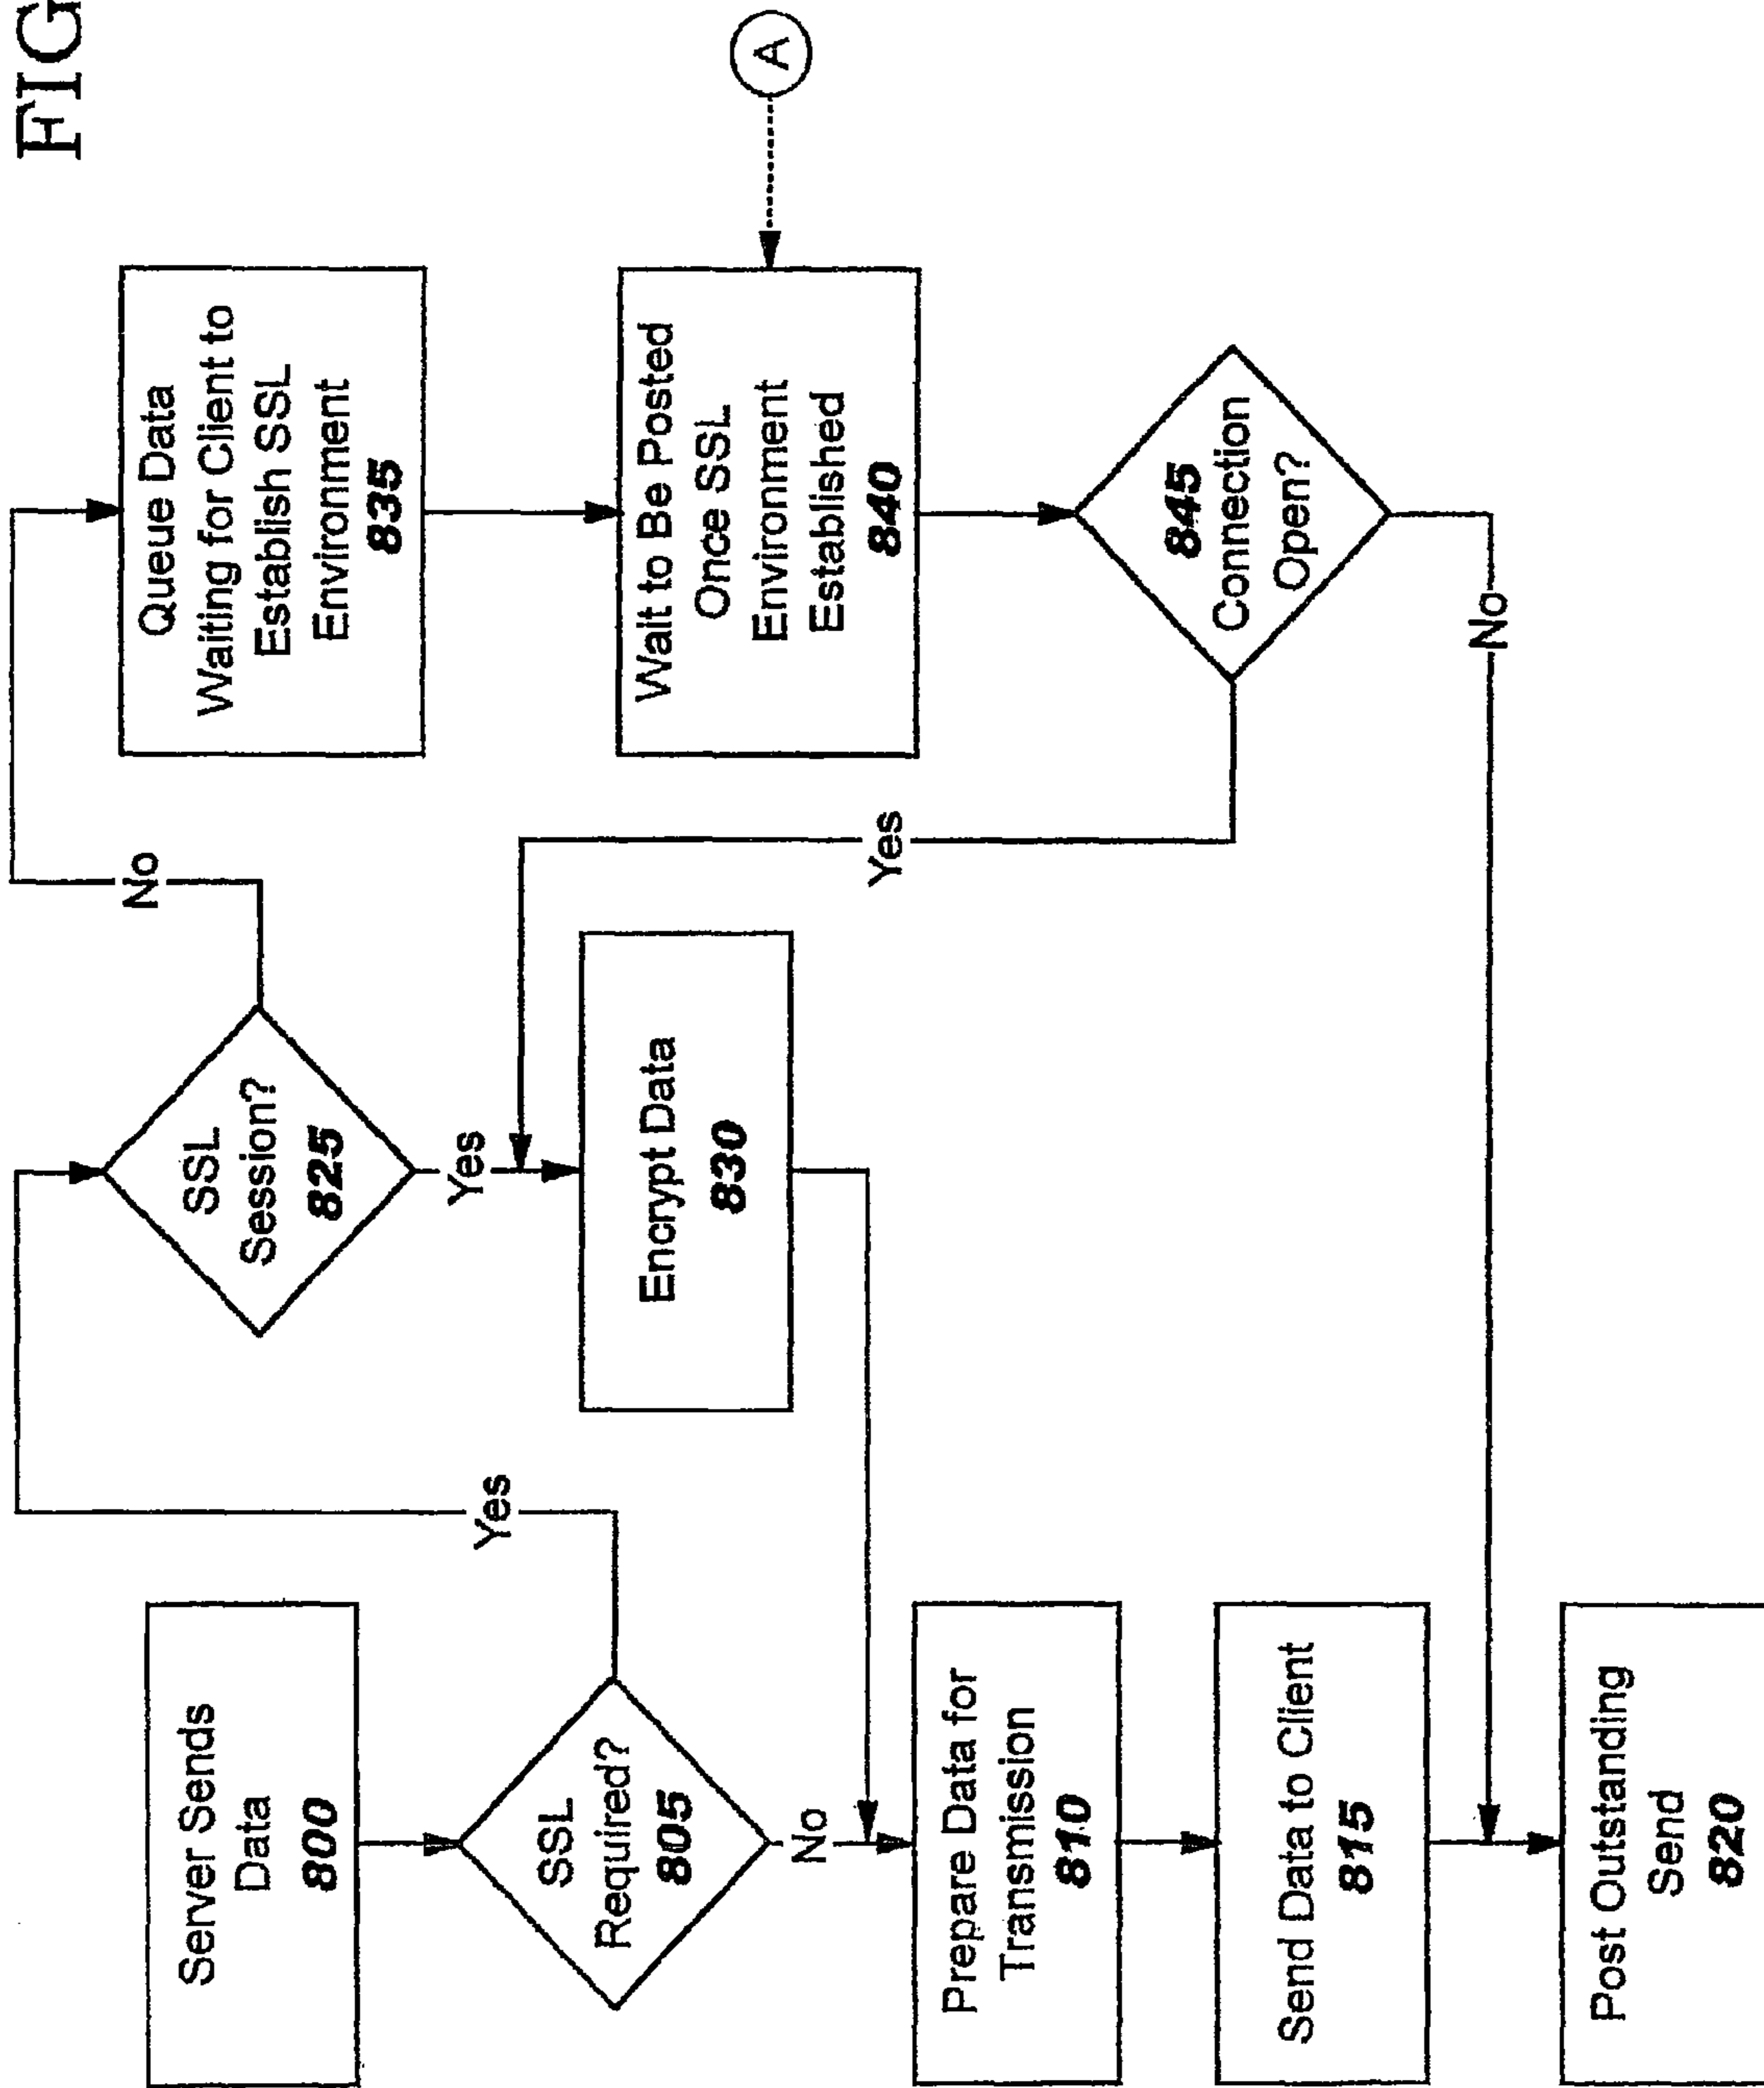 FIG
Server Sends
Data
800
SSL
Required?
805
Yes
No
Prepare Data for
Transmission
810
Send Data to Client
815
Post Outstanding
Send
820
SSL
Session?
825
No
Yes
Encrypt Data
830
Queue Data
Waiting for Client to
Establish SSL
Environment
835
Wait to Be Posted
Once SSL
Environment
Established
840
A
845
Connection
Open?
Yes
No